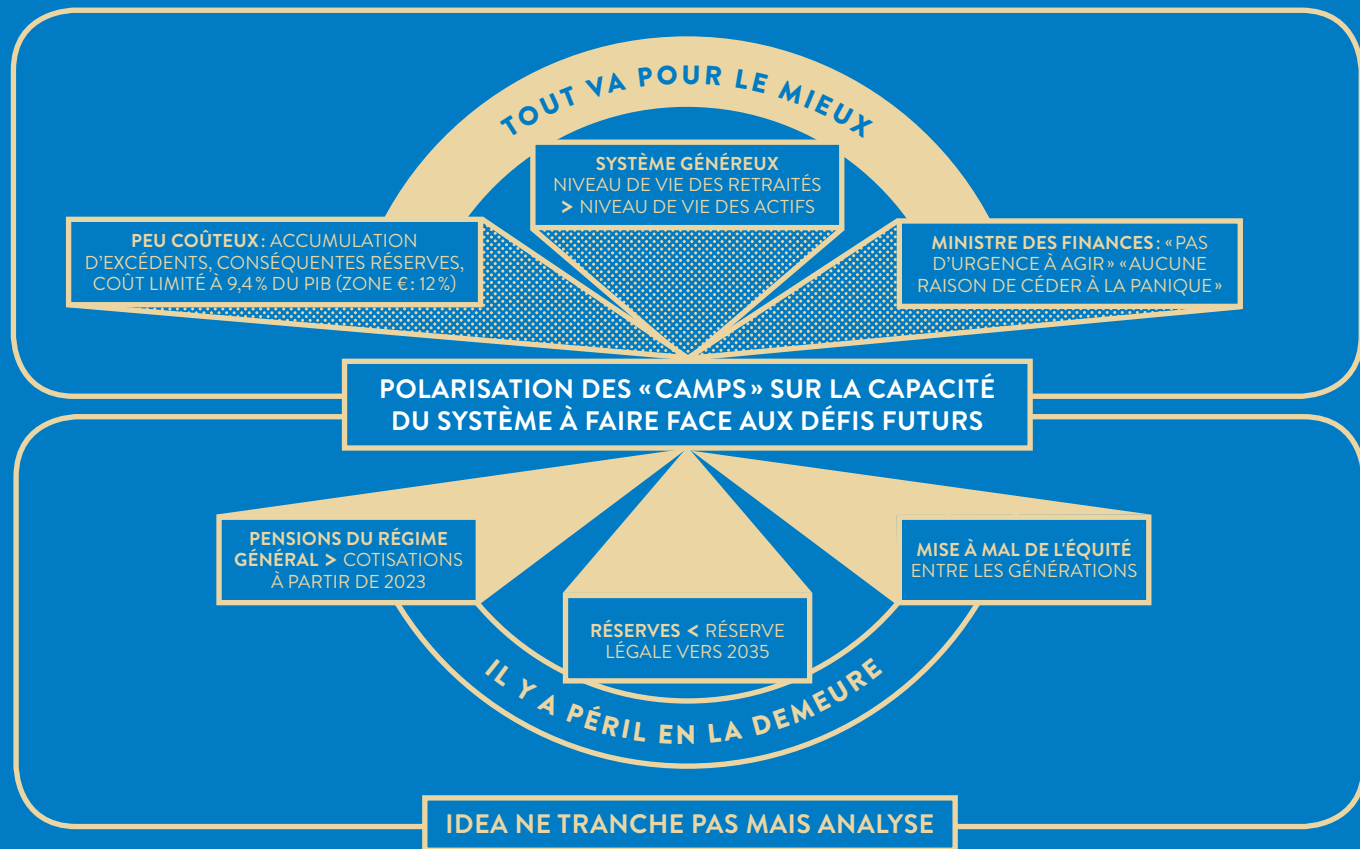 TOUT VA POUR LE MIEUX
SYSTÈME GÉNÉREUX
NIVEAU DE VIE DES RETRAITÉS
> NIVEAU DE VIE DES ACTIFS
PEU COÛTEUX : ACCUMULATION
D'EXCÉDENTS, CONSÉQUENTES RÉSERVES,
COÛT LIMITÉ À 9,4 % DU PIB (ZONE € : 12 %)
MINISTRE DES FINANCES : « PAS
D'URGENCE À AGIR » « AUCUNE
RAISON DE CÉDER À LA PANIQUE »
POLARISATION DES « CAMPS » SUR LA CAPACITÉ
DU SYSTÈME À FAIRE FACE AUX DÉFIS FUTURS
PENSIONS DU RÉGIME
GÉNÉRAL > COTISATIONS
À PARTIR DE 2023
RÉSERVES < RÉSERVE
LÉGALE VERS 2035
MISE À MAL DE L'ÉQUITÉ
ENTRE LES GÉNÉRATIONS
IL Y A PÉRIL EN LA DEMEURE
IDEA NE TRANCHE PAS MAIS ANALYSE